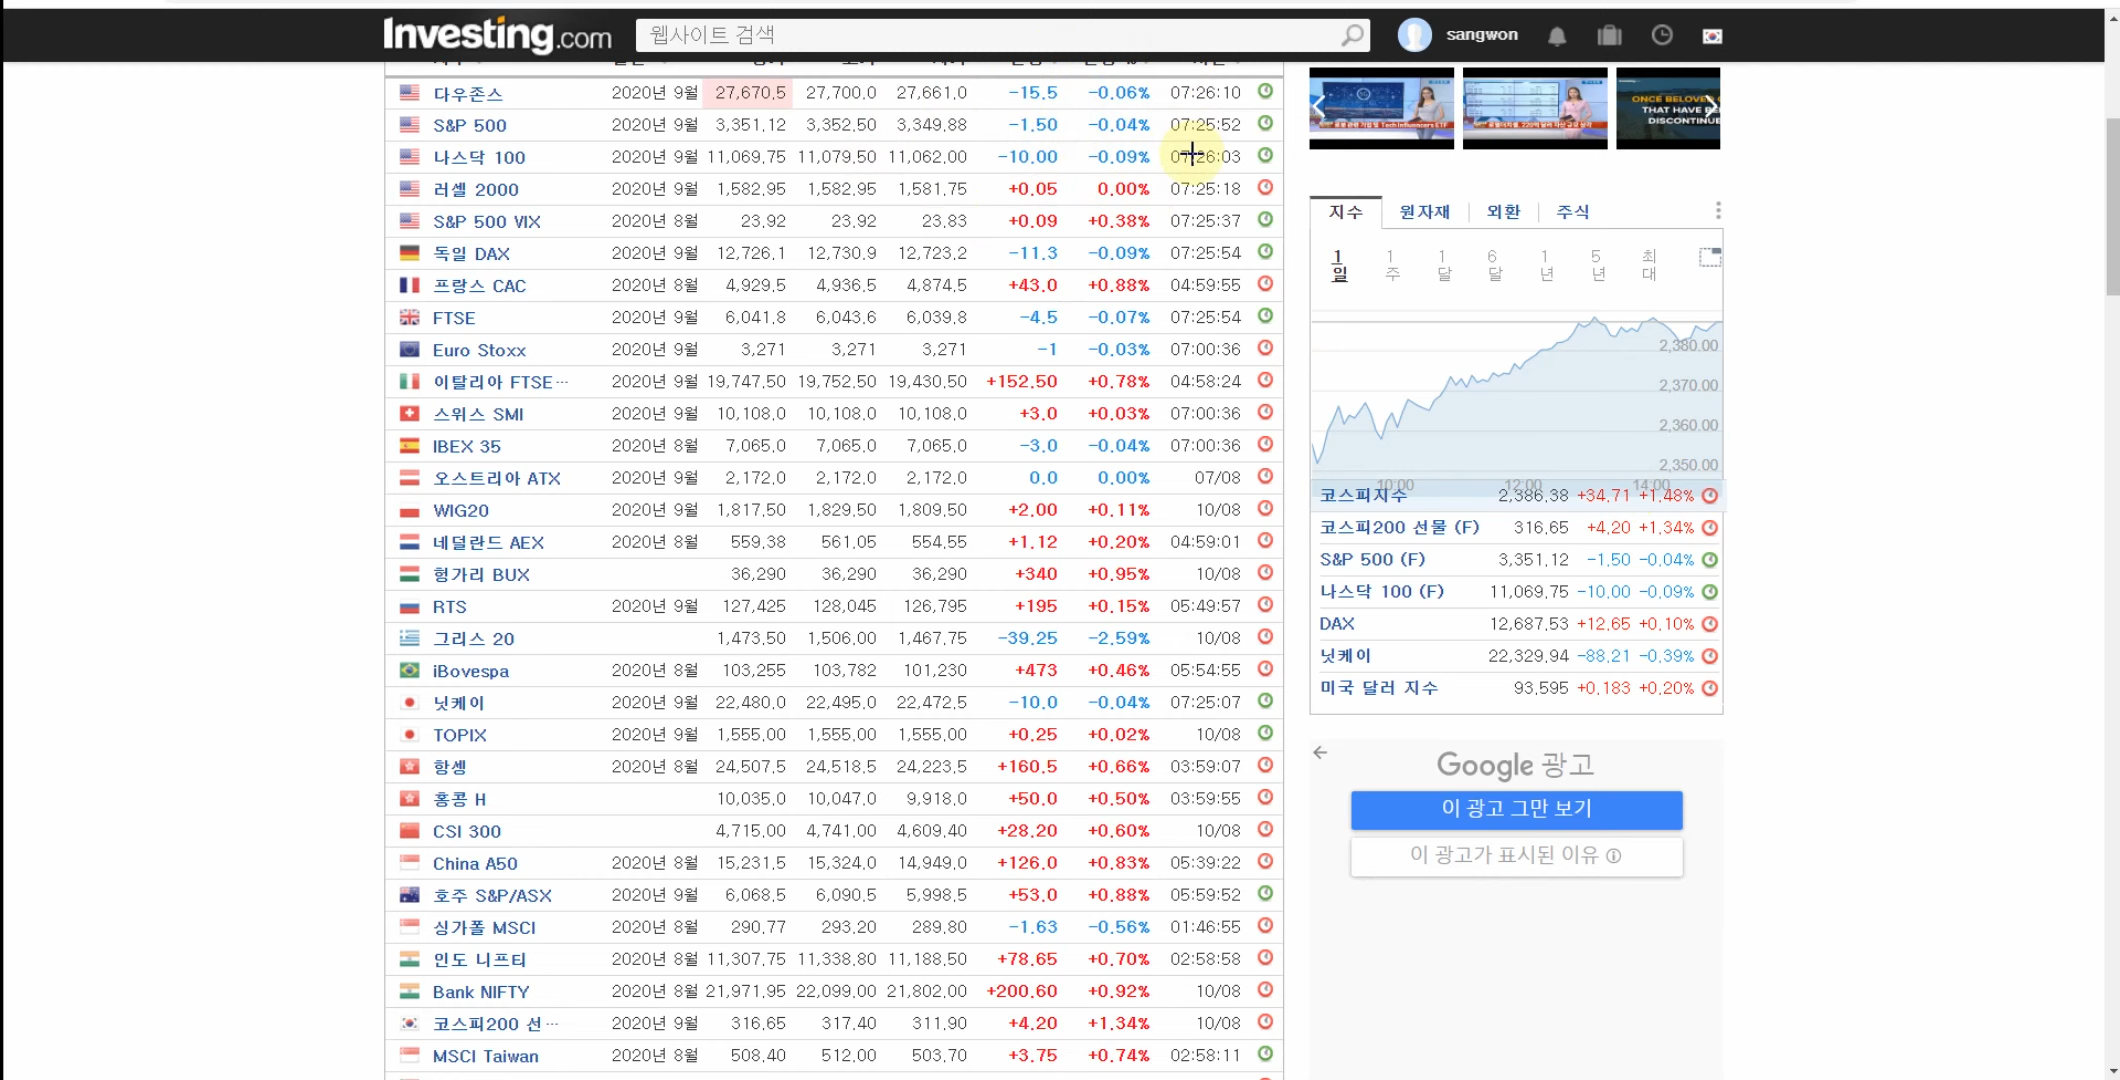 Investing.com
웹사이트 검색
sangwon
다우존스 2020년 9월 27,670.5 27,700.0 27,661.0 -15.5 -0.06% 07:26:10
S&P 500 2020년 9월 3,351.12 3,352.50 3,349.88 -1.50 -0.04% 07:25:52
나스닥 100 2020년 9월 11,069.75 11,079.50 11,062.00 -10.00 -0.09% 07:26:03
러셀 2000 2020년 9월 1,582.95 1,582.95 1,581.75 +0.05 0.00% 07:25:18
S&P 500 VIX 2020년 8월 23.92 23.92 23.83 +0.09 +0.38% 07:25:37
독일 DAX 2020년 9월 12,726.1 12,730.9 12,723.2 -11.3 -0.09% 07:25:54
프랑스 CAC 2020년 8월 4,929.5 4,936.5 4,874.5 +43.0 +0.88% 04:59:55
FTSE 2020년 9월 6,041.8 6,043.6 6,039.8 -4.5 -0.07% 07:25:54
Euro Stoxx 2020년 9월 3,271 3,271 3,271 -1 -0.03% 07:00:36
이탈리아 FTSE… 2020년 9월 19,747.50 19,752.50 19,430.50 +152.50 +0.78% 04:58:24
스위스 SMI 2020년 9월 10,108.0 10,108.0 10,108.0 +3.0 +0.03% 07:00:36
IBEX 35 2020년 8월 7,065.0 7,065.0 7,065.0 -3.0 -0.04% 07:00:36
오스트리아 ATX 2020년 9월 2,172.0 2,172.0 2,172.0 0.0 0.00% 07/08
WIG20 2020년 9월 1,817.50 1,829.50 1,809.50 +2.00 +0.11% 10/08
네덜란드 AEX 2020년 8월 559.38 561.05 554.55 +1.12 +0.20% 04:59:01
헝가리 BUX 36,290 36,290 36,290 +340 +0.95% 10/08
RTS 2020년 9월 127,425 128,045 126,795 +195 +0.15% 05:49:57
그리스 20 1,473.50 1,506.00 1,467.75 -39.25 -2.59% 10/08
iBovespa 2020년 8월 103,255 103,782 101,230 +473 +0.46% 05:54:55
닛케이 2020년 9월 22,480.0 22,495.0 22,472.5 -10.0 -0.04% 07:25:07
TOPIX 2020년 9월 1,555.00 1,555.00 1,555.00 +0.25 +0.02% 10/08
항셍 2020년 8월 24,507.5 24,518.5 24,223.5 +160.5 +0.66% 03:59:07
홍콩 H 10,035.0 10,047.0 9,918.0 +50.0 +0.50% 03:59:55
CSI 300 4,715.00 4,741.00 4,609.40 +28.20 +0.60% 10/08
China A50 2020년 8월 15,231.5 15,324.0 14,949.0 +126.0 +0.83% 05:39:22
호주 S&P/ASX 2020년 9월 6,068.5 6,090.5 5,998.5 +53.0 +0.88% 05:59:52
싱가폴 MSCI 2020년 8월 290.77 293.20 289.80 -1.63 -0.56% 01:46:55
인도 니프티 2020년 8월 11,307.75 11,338.80 11,188.50 +78.65 +0.70% 02:58:58
Bank NIFTY 2020년 8월 21,971.95 22,099.00 21,802.00 +200.60 +0.92% 10/08
코스피200 선… 2020년 9월 316.65 317.40 311.90 +4.20 +1.34% 10/08
MSCI Taiwan 2020년 8월 508.40 512.00 503.70 +3.75 +0.74% 02:58:11
ONCE BELOVED
THAT HAVE BE
DISCONTINUE
지수 원자재 외환 주식
1일 1주 1달 6달 1년 5년 최대
2,380.00
2,370.00
2,360.00
2,350.00
10:00 12:00 14:00
코스피지수 2,386.38 +34.71 +1.48%
코스피200 선물 (F) 316.65 +4.20 +1.34%
S&P 500 (F) 3,351.12 -1.50 -0.04%
나스닥 100 (F) 11,069.75 -10.00 -0.09%
DAX 12,687.53 +12.65 +0.10%
닛케이 22,329.94 -88.21 -0.39%
미국 달러 지수 93.595 +0.183 +0.20%
Google 광고
이 광고 그만 보기
이 광고가 표시된 이유